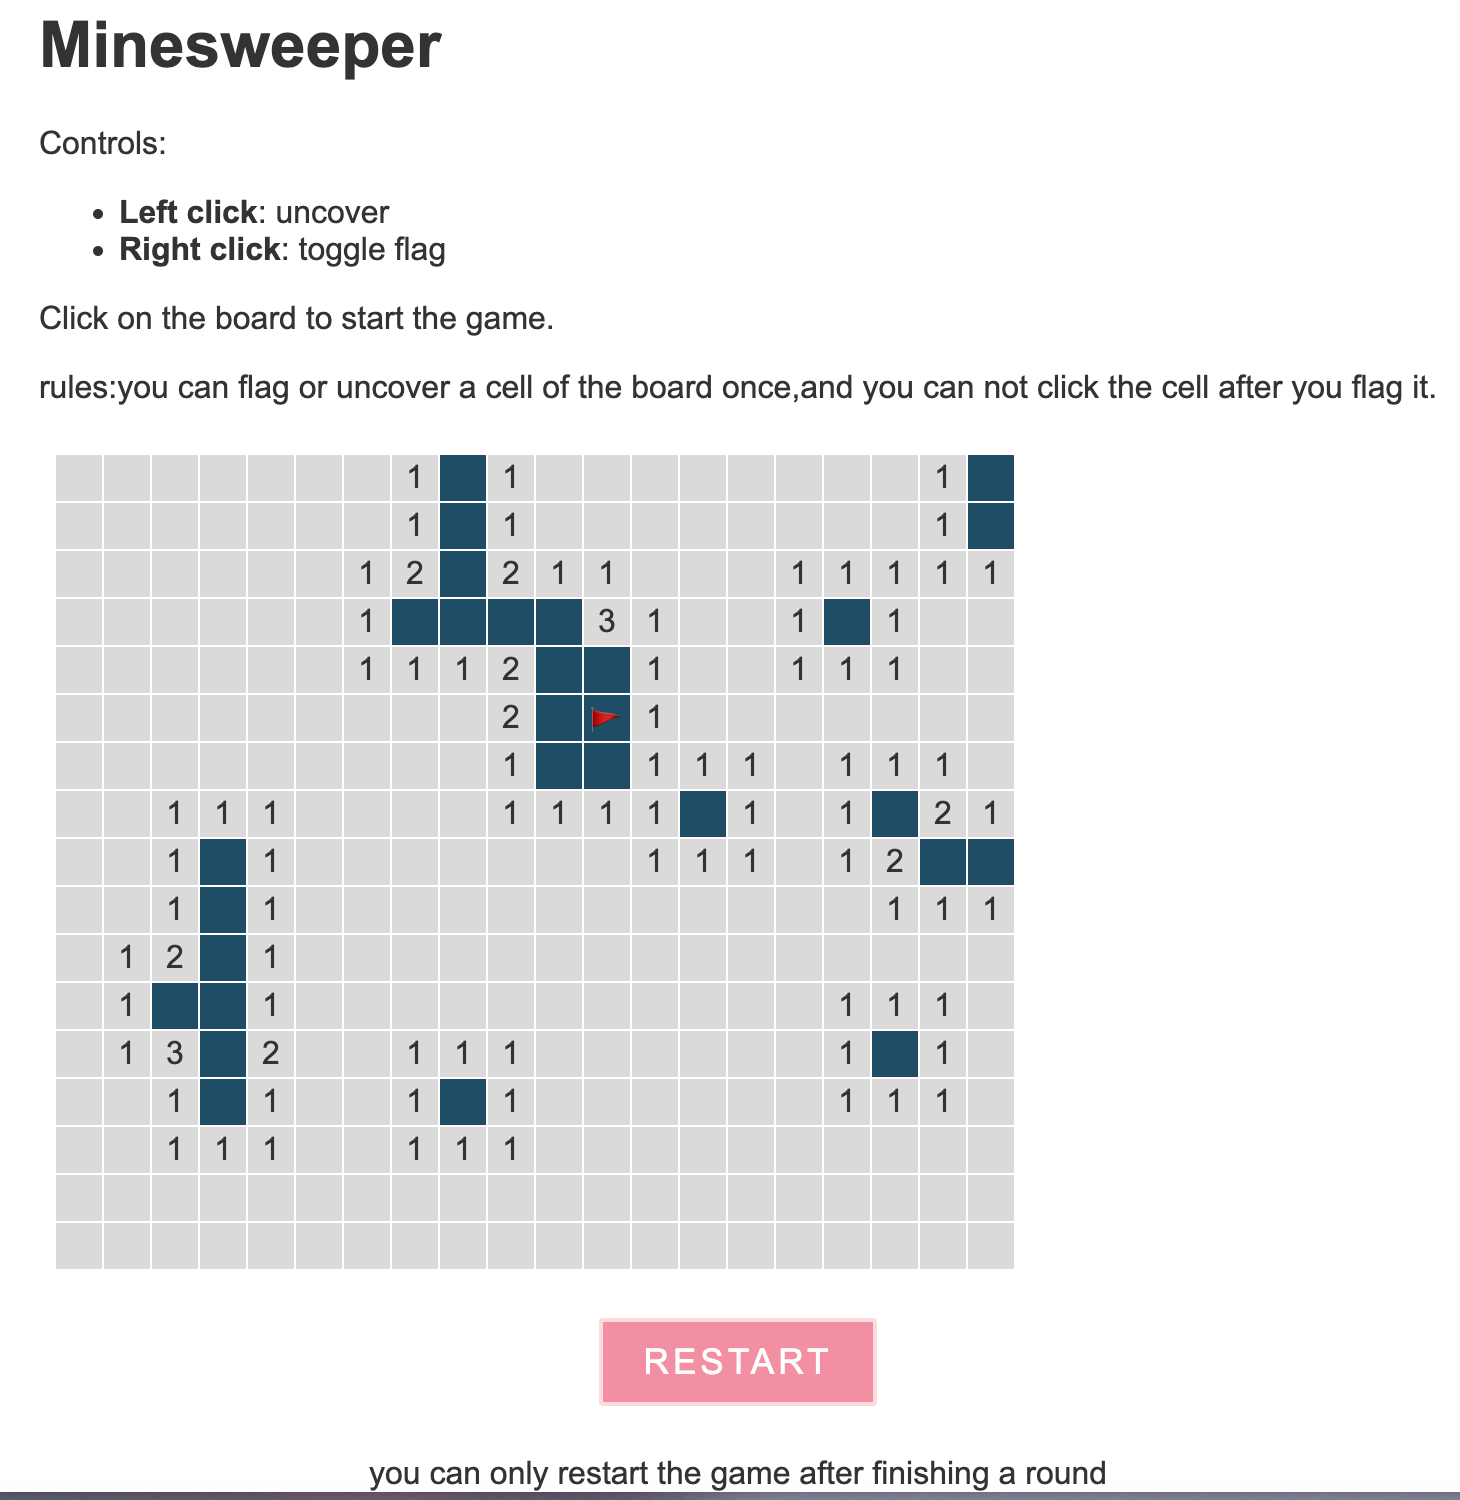 Minesweeper
Controls:
Left click: uncover
Right click: toggle flag
Click on the board to start the game.
rules:you can flag or uncover a cell of the board once,and you can not click the cell after you flag it.
1 1 1
1 1 1
1 2 2 1 1 1 1 1 1 1
1 3 1 1 1
1 1 1 2 1 1 1 1
2 1
1 1 1 1 1 1 1
1 1 1 1 1 1 1 1 1 2 1
1 1 1 1 1 1 2
1 1 1 1 1
1 2 1
1 1 1 1 1
1 3 2 1 1 1 1 1
1 1 1 1 1 1 1
1 1 1 1 1 1
RESTART
you can only restart the game after finishing a round